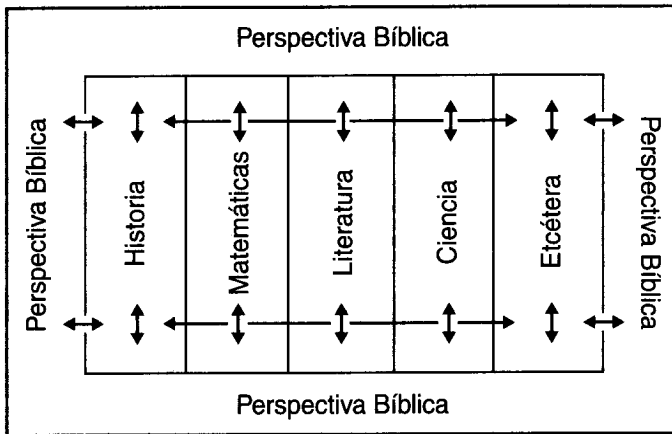 Perspectiva Bíblica
Perspectiva Bíblica
Historia
Matemáticas
Literatura
Ciencia
Etcétera
Perspectiva Bíblica
Perspectiva Bíblica